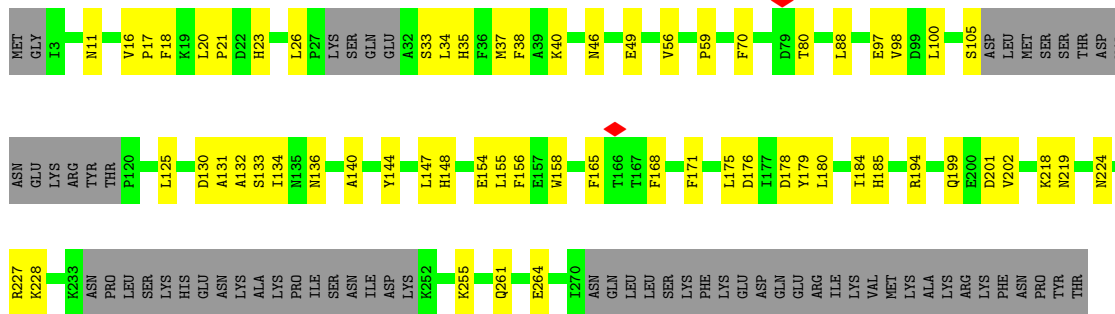 MET GLY I3 N11 V16 P17 F18 K19 L20 P21 D22 H23 L26 P27 LYS SER GLN GLU A32 S33 L34 H35 F36 M37 F38 A39 K40 N46 E49 V56 P59 F70 D79 T80 L88 E97 V98 D99 L100 S105 ASP LEU MET SER SER THR ASP
ASN GLU LYS ARG TYR THR P120 L125 D130 A131 A132 S133 I134 N135 N136 A140 Y144 L147 H148 E154 L155 F156 E157 W158 F165 T166 T167 F168 F171 L175 D176 I177 D178 Y179 L180 I184 H185 R194 Q199 E200 D201 V202 K218 N219 N224
R227 K228 K233 ASN PRO LEU SER LYS HIS GLU ASN LYS ALA LYS PRO ILE SER ASN ILE ASP LYS K252 K255 Q261 E264 I270 ASN GLN LEU LEU SER LYS PHE LYS GLU ASP GLN GLU ARG ILE LYS VAL MET LYS ALA LYS ARG LYS PHE ASN PRO TYR THR